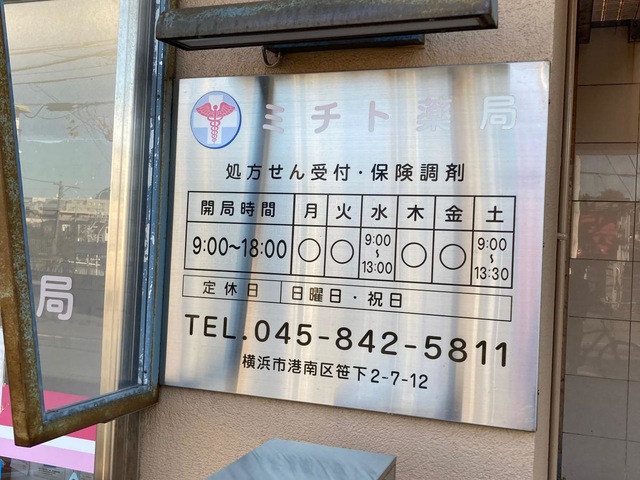 ミチト薬局
処方せん受付・保険調剤
開局時間 月 火 水 木 金 土
9:00〜18:00 ○ ○ 9:00〜13:00 ○ ○ 9:00〜13:30
定休日 日曜日・祝日
TEL.045-842-5811
横浜市港南区笹下2-7-12
局